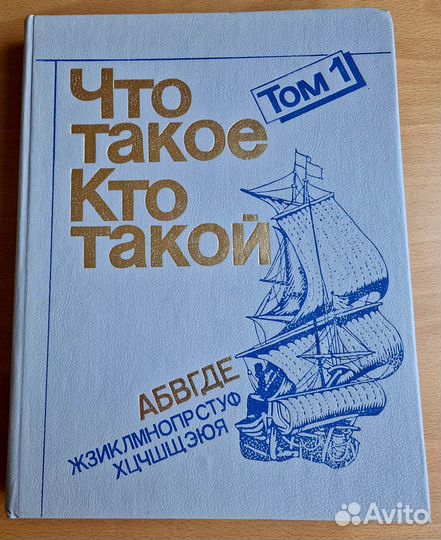 Что
такое
Кто
такой
Том 1
АБВГДЕ
ЖЗИКЛМНОПРСТУФ
ХЦЧШЩЭЮЯ
Avito